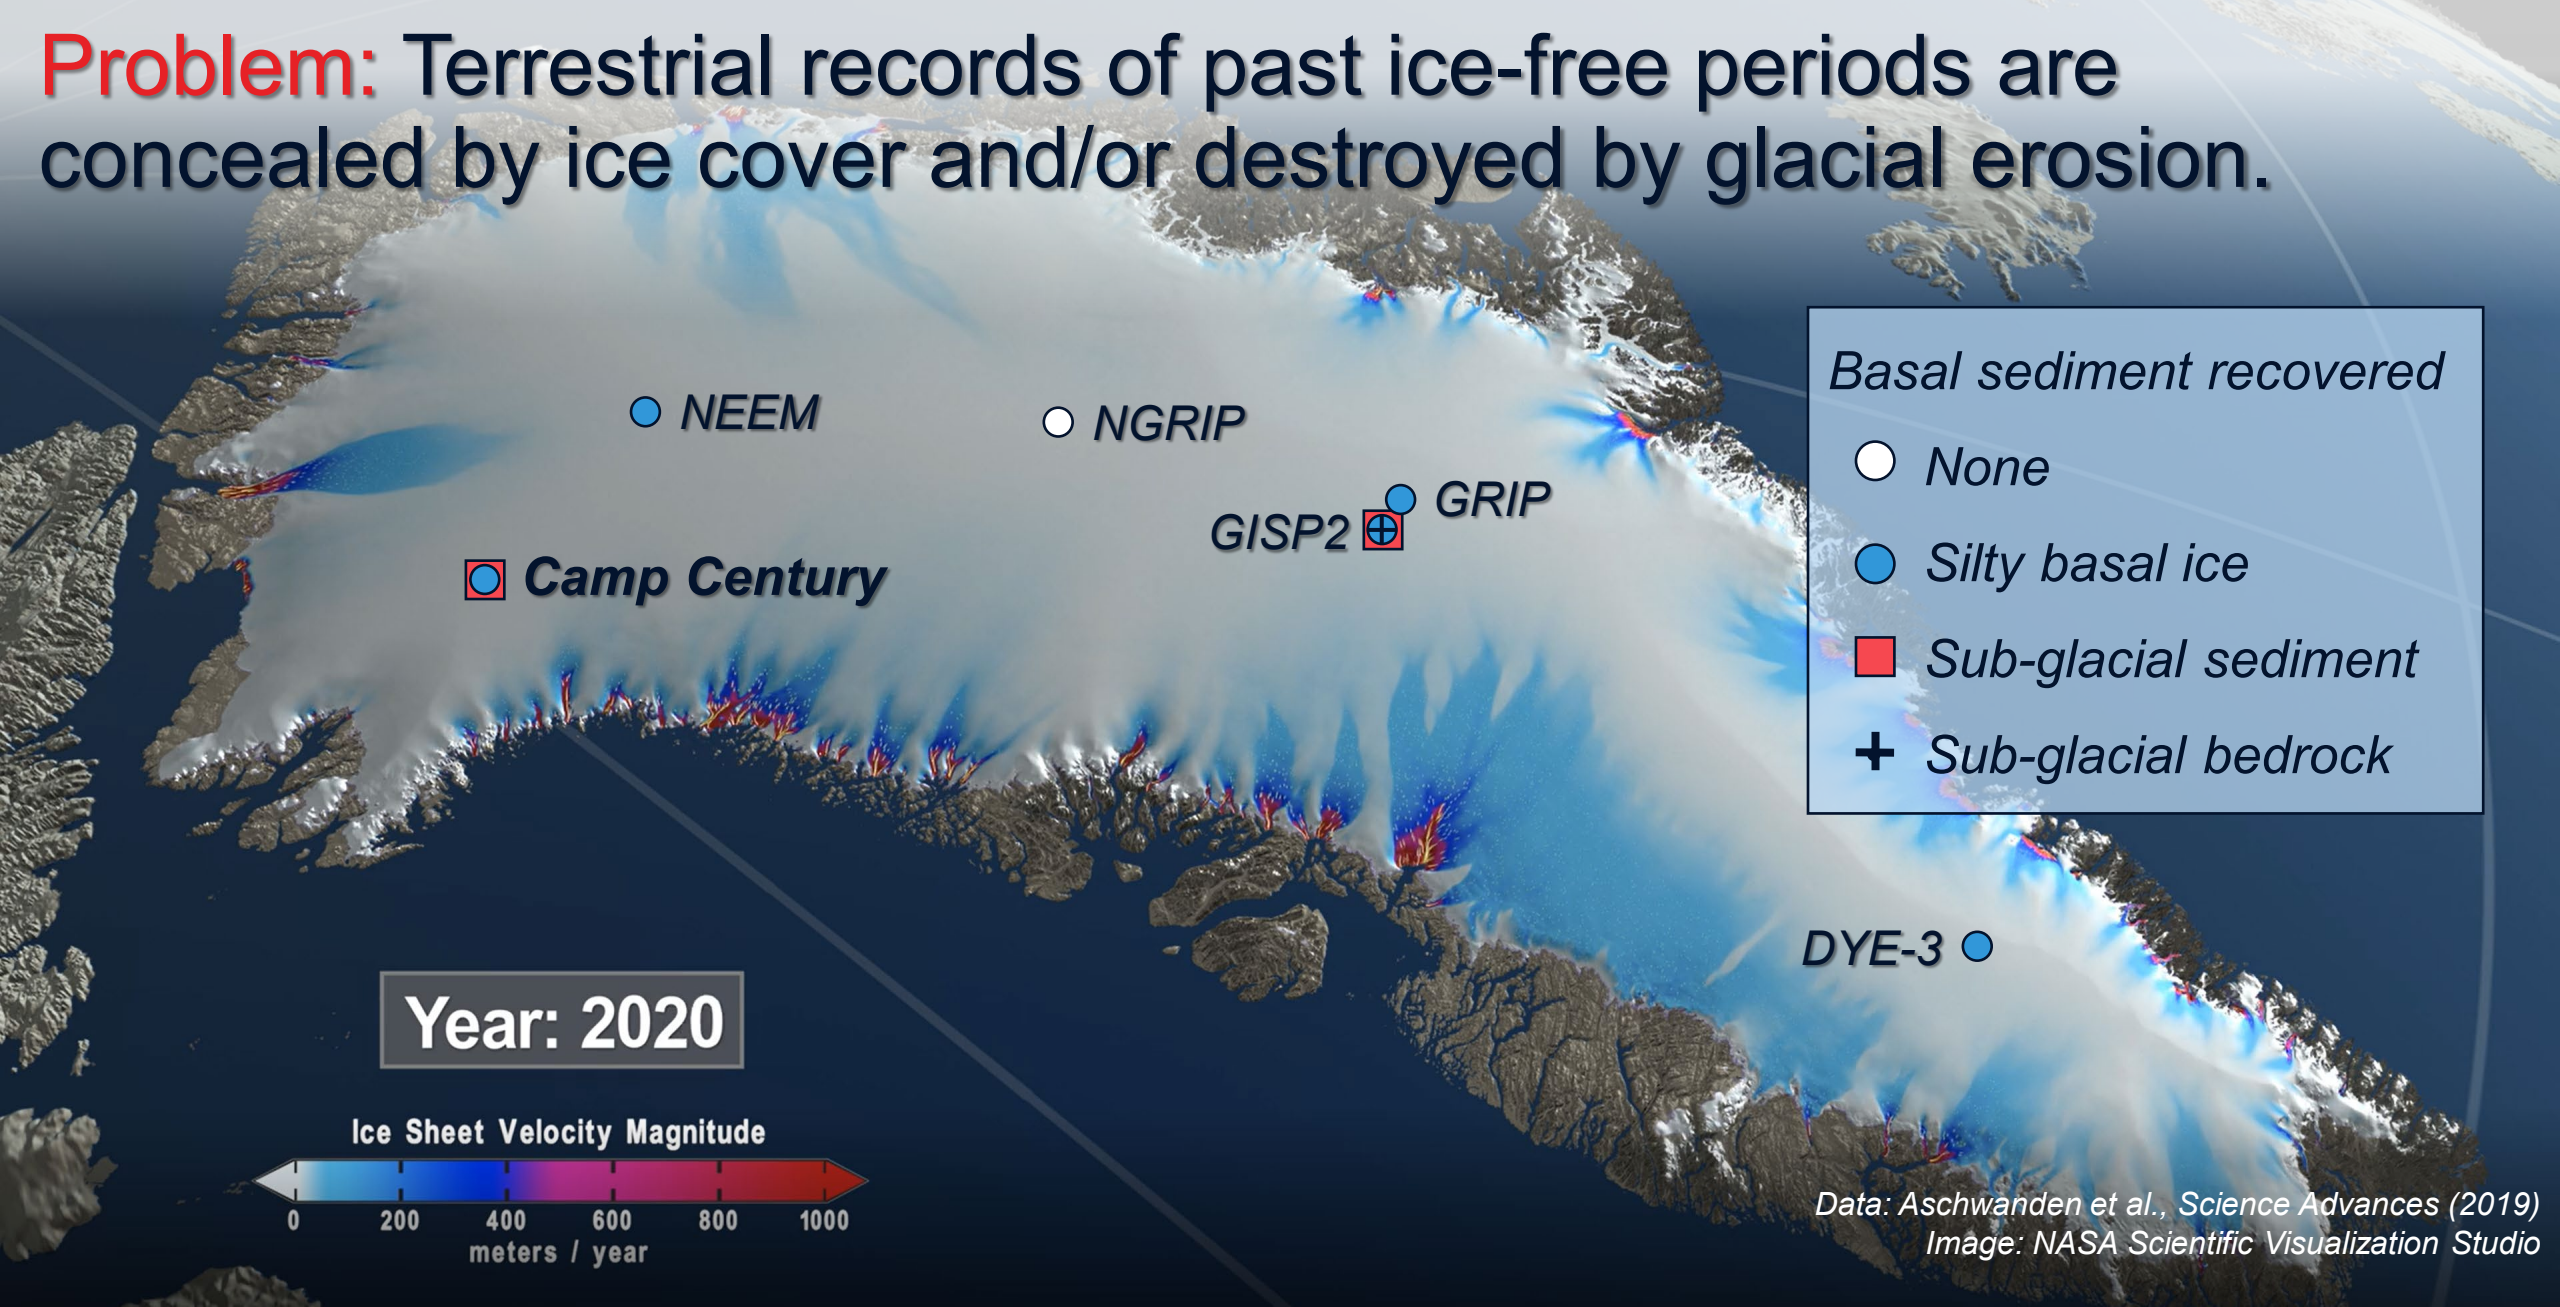 Problem: Terrestrial records of past ice-free periods are
concealed by ice cover and/or destroyed by glacial erosion.
NEEM
NGRIP
GRIP
GISP2
Camp Century
DYE-3
Basal sediment recovered
None
Silty basal ice
Sub-glacial sediment
Sub-glacial bedrock
Year: 2020
Ice Sheet Velocity Magnitude
0 200 400 600 800 1000
meters / year
Data: Aschwanden et al., Science Advances (2019)
Image: NASA Scientific Visualization Studio